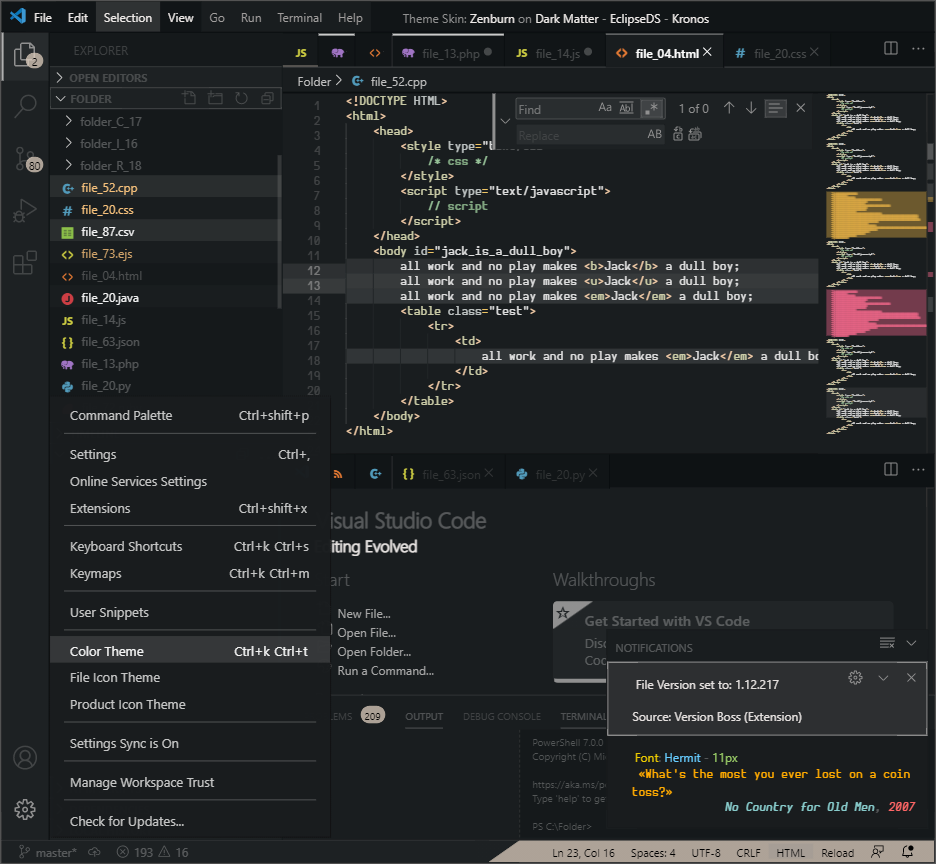 File Edit Selection View Go Run Terminal Help Theme Skin: Zenburn on Dark Matter - EclipseDS - Kronos
2 EXPLORER
JS file_13.php JS file_14.js file_04.html # file_20.css
OPEN EDITORS
FOLDER
folder_C_17
folder_I_16
folder_R_18
file_52.cpp
# file_20.css
file_87.csv
file_73.ejs
file_04.html
file_20.java
JS file_14.js
{} file_63.json
file_13.php
file_20.py
80
Folder > file_52.cpp
Find Aa Abl .* 1 of 0
Replace AB
1 <!DOCTYPE HTML>
2 <html>
3 <head>
4 <style type="
5 /* css */
6 </style>
7 <script type="text/javascript">
8 // script
9 </script>
10 </head>
11 <body id="jack_is_a_dull_boy">
12 all work and no play makes <b>Jack</b> a dull boy;
13 all work and no play makes <u>Jack</u> a dull boy;
14 all work and no play makes <em>Jack</em> a dull boy;
15 <table class="test">
16 <tr>
17 <td>
18 all work and no play makes <em>Jack</em> a dull bo
19 </td>
20 </tr>
</table>
</body>
</html>
Command Palette Ctrl+shift+p
Settings Ctrl+,
Online Services Settings
Extensions Ctrl+shift+x
Keyboard Shortcuts Ctrl+k Ctrl+s
Keymaps Ctrl+k Ctrl+m
User Snippets
Color Theme Ctrl+k Ctrl+t
File Icon Theme
Product Icon Theme
Settings Sync is On
Manage Workspace Trust
Check for Updates...
{} file_63.json file_20.py
isual Studio Code
iting Evolved
art
New File...
Open File...
Open Folder...
Run a Command...
Walkthroughs
Get Started with VS Code
Disc
Coc
NOTIFICATIONS
File Version set to: 1.12.217
Source: Version Boss (Extension)
LEMS 209 OUTPUT DEBUG CONSOLE TERMINAL
PowerShell 7.0.0
Copyright (C) Mi
https://aka.ms/p
Type 'help' to ge
PS C:\Folder>
Font: Hermit - 11px
«What's the most you ever lost on a coin
toss?»
No Country for Old Men, 2007
master* 193 16 Ln 23, Col 16 Spaces: 4 UTF-8 CRLF HTML Reload